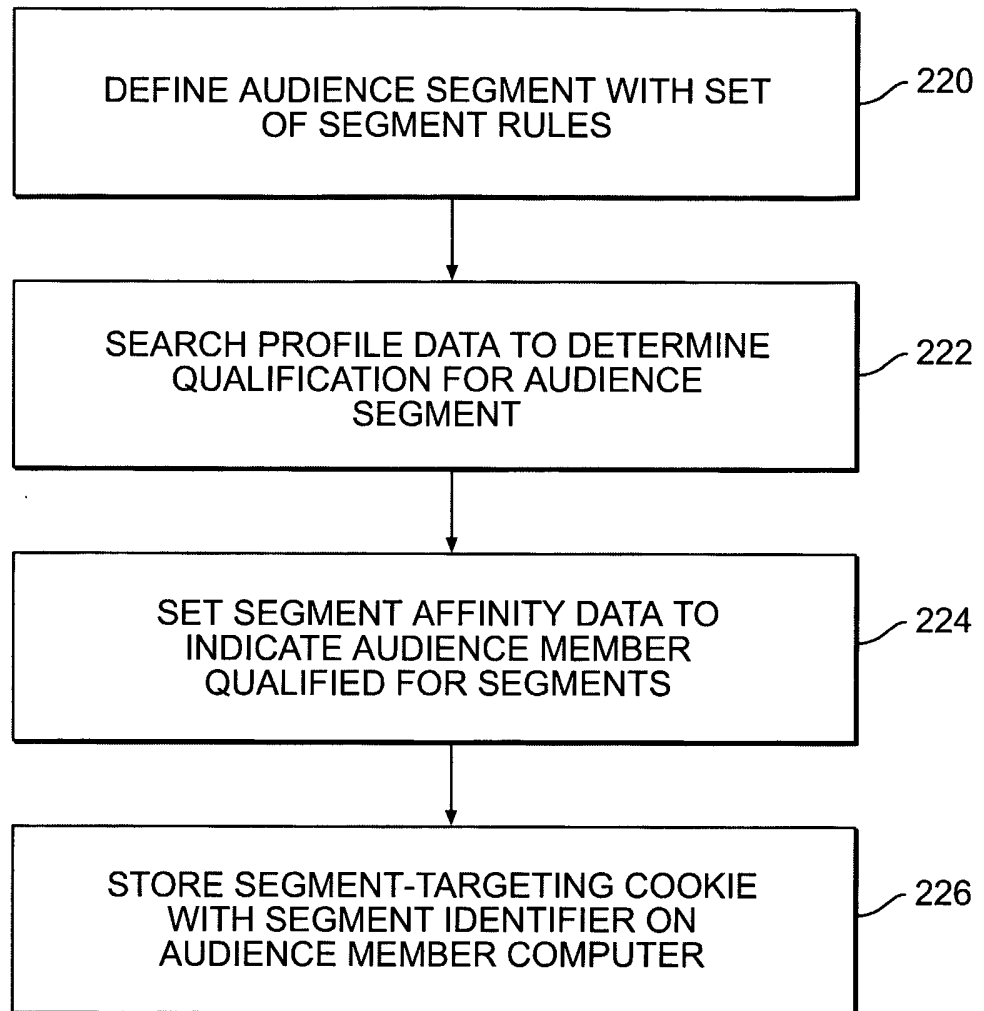 DEFINE AUDIENCE SEGMENT WITH SET
OF SEGMENT RULES
220
SEARCH PROFILE DATA TO DETERMINE
QUALIFICATION FOR AUDIENCE
SEGMENT
222
SET SEGMENT AFFINITY DATA TO
INDICATE AUDIENCE MEMBER
QUALIFIED FOR SEGMENTS
224
STORE SEGMENT-TARGETING COOKIE
WITH SEGMENT IDENTIFIER ON
AUDIENCE MEMBER COMPUTER
226